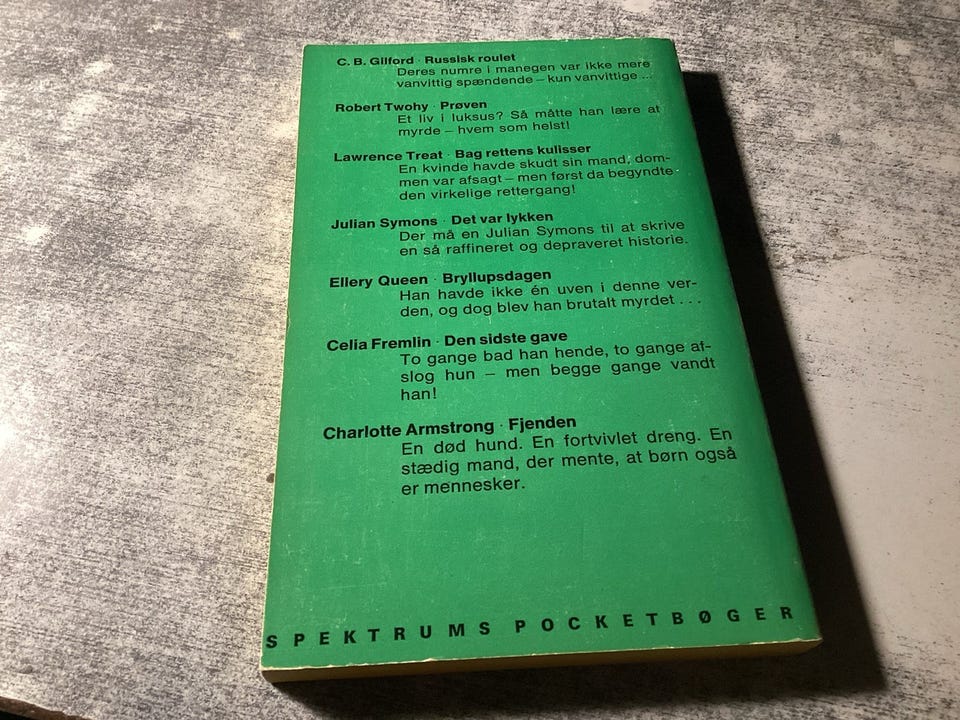 C. B. Gilford · Russisk roulet
Deres numre i manegen var ikke mere
vanvittig spændende – kun vanvittige ...
Robert Twohy · Prøven
Et liv i luksus? Så måtte han lære at
myrde – hvem som helst!
Lawrence Treat · Bag rettens kulisser
En kvinde havde skudt sin mand, dom-
men var afsagt – men først da begyndte
den virkelige rettergang!
Julian Symons · Det var lykken
Der må en Julian Symons til at skrive
en så raffineret og depraveret historie.
Ellery Queen · Bryllupsdagen
Han havde ikke én uven i denne ver-
den, og dog blev han brutalt myrdet . . .
Celia Fremlin · Den sidste gave
To gange bad han hende, to gange af-
slog hun – men begge gange vandt
han!
Charlotte Armstrong · Fjenden
En død hund. En fortvivlet dreng. En
stædig mand, der mente, at børn også
er mennesker.
SPEKTRUMS POCKETBØGER